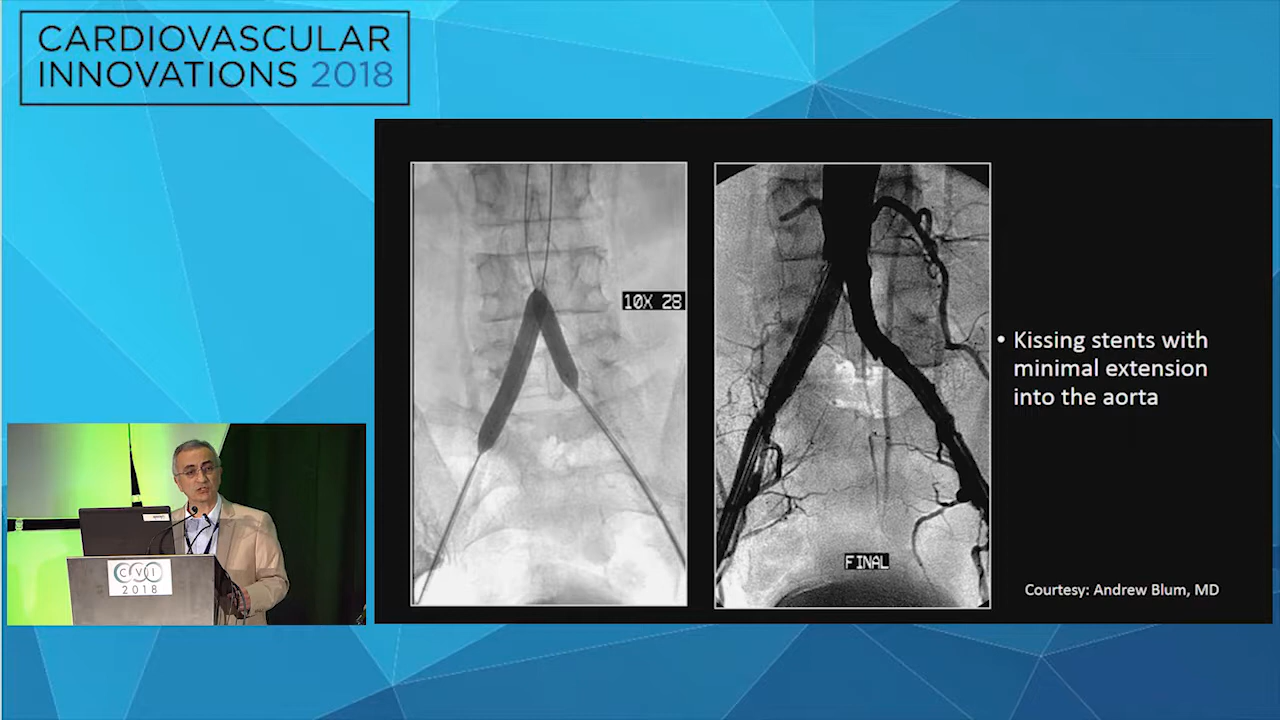 CARDIOVASCULAR
INNOVATIONS 2018
10X 28
FINAL
• Kissing stents with
minimal extension
into the aorta
Courtesy: Andrew Blum, MD
CVI
2018